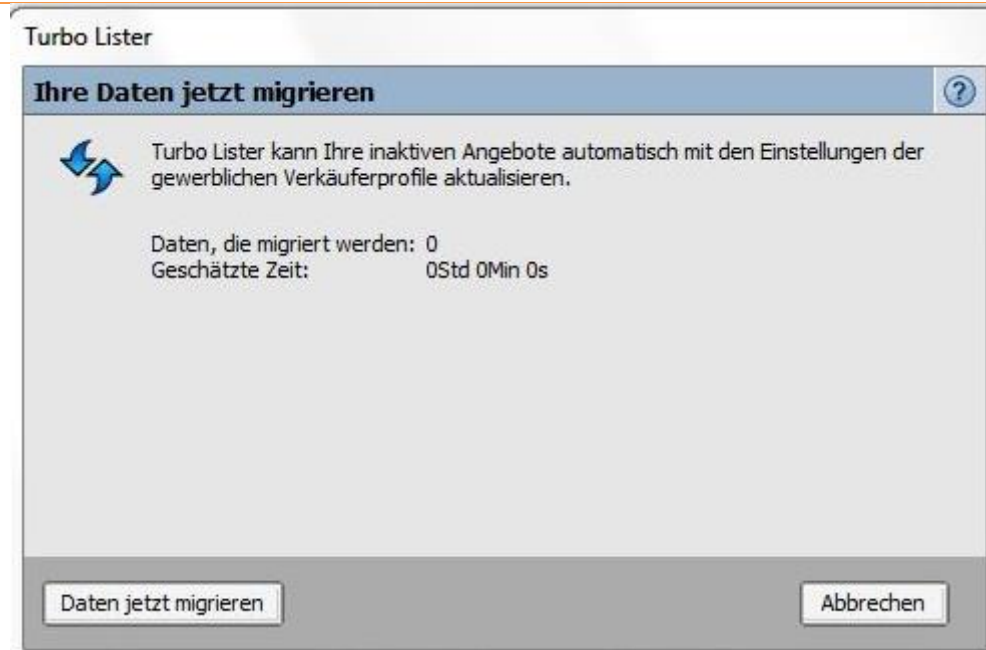 Turbo Lister
Ihre Daten jetzt migrieren
?
Turbo Lister kann Ihre inaktiven Angebote automatisch mit den Einstellungen der
gewerblichen Verkäuferprofile aktualisieren.
Daten, die migriert werden: 0
Geschätzte Zeit: 0Std 0Min 0s
Daten jetzt migrieren
Abbrechen